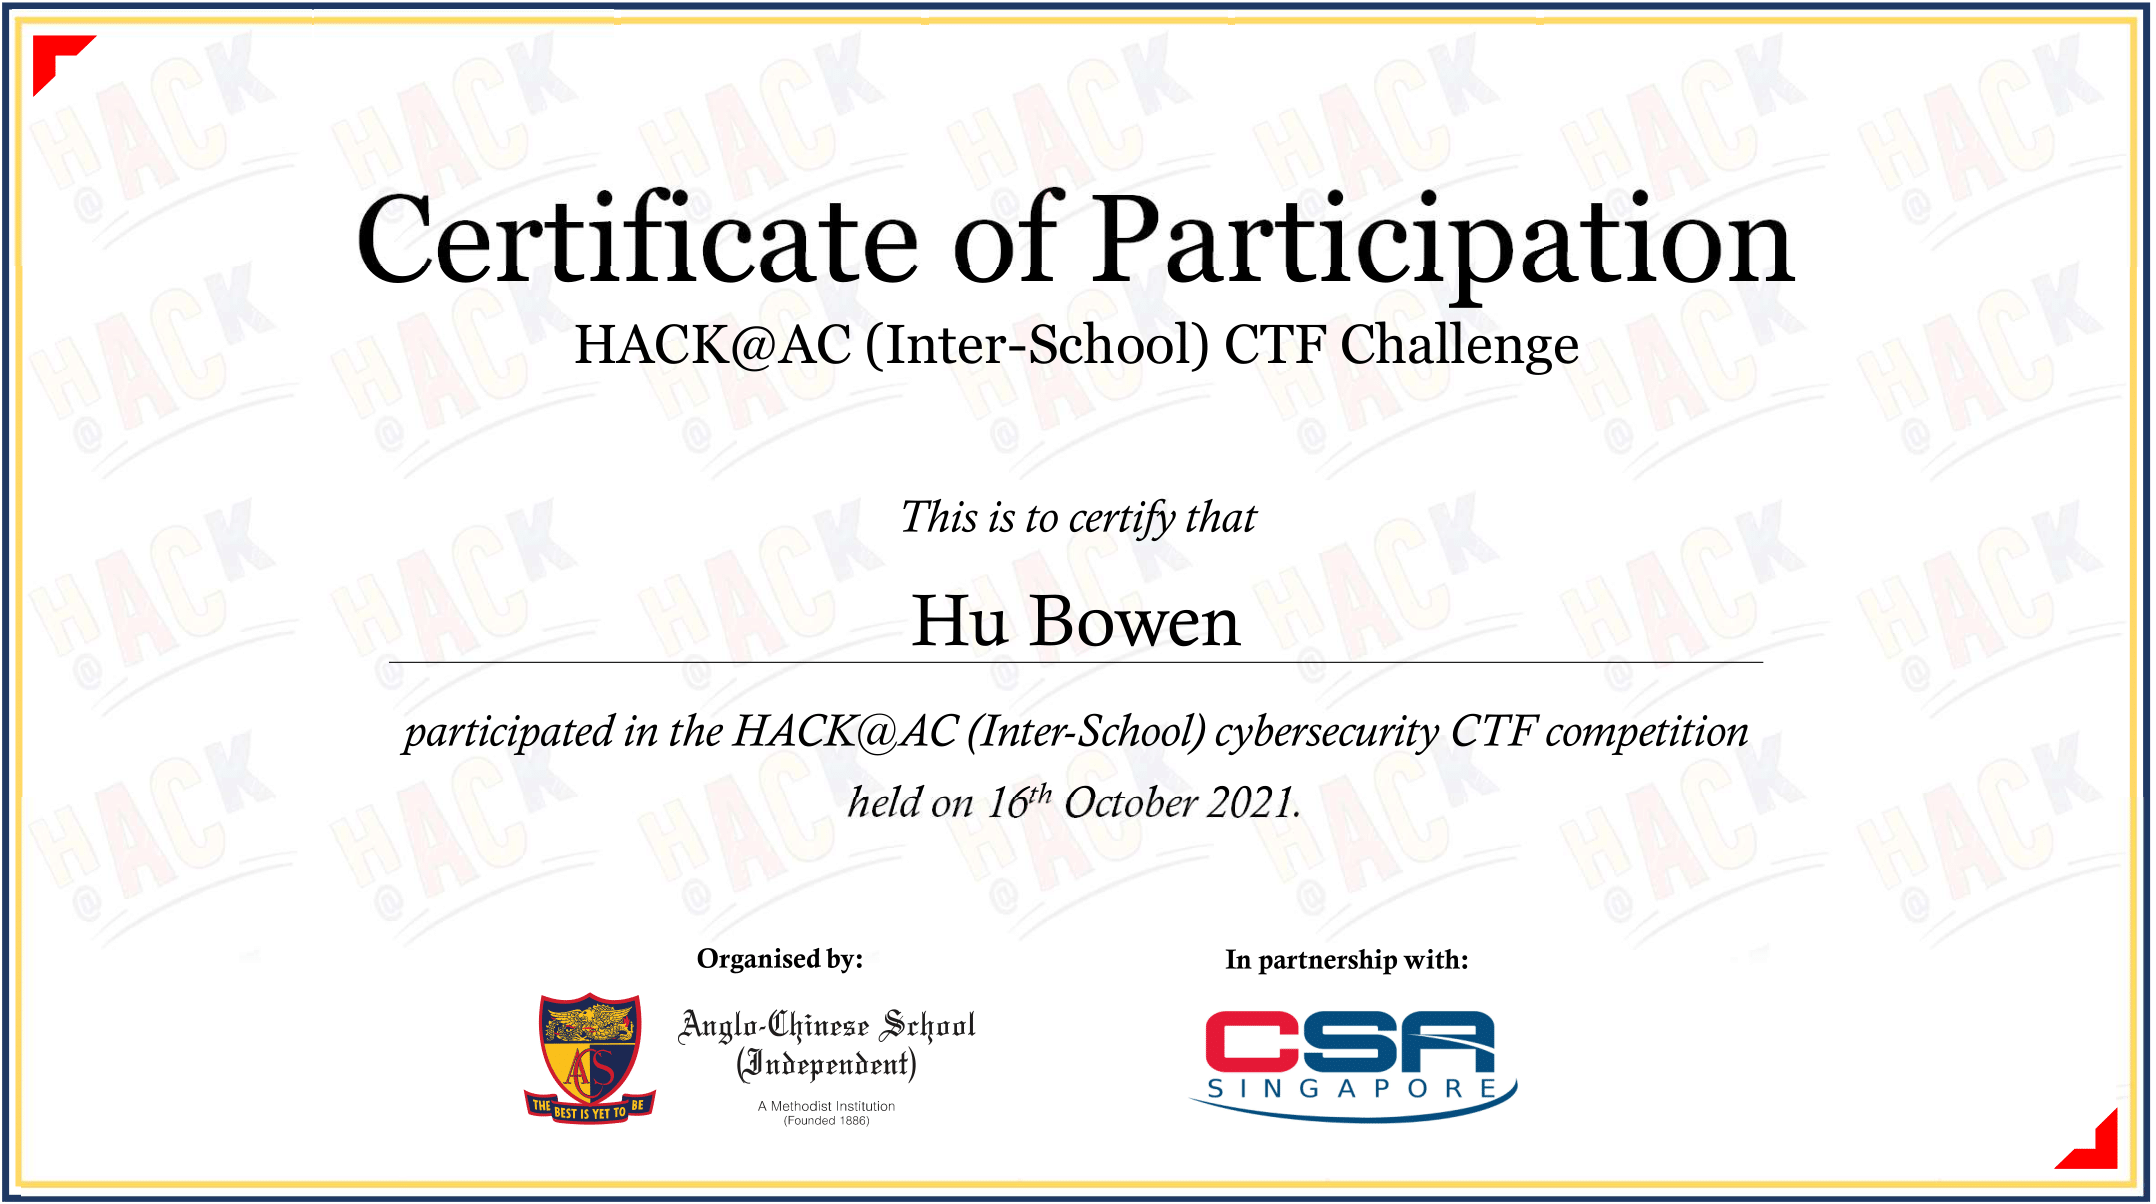 Certificate of Participation
HACK@AC (Inter-School) CTF Challenge
This is to certify that
Hu Bowen
participated in the HACK@AC (Inter-School) cybersecurity CTF competition
held on 16th October 2021.
Organised by:
In partnership with:
ACS
THE BEST IS YET TO BE
Anglo-Chinese School
(Independent)
A Methodist Institution
(Founded 1886)
CSA
SINGAPORE
HACK@